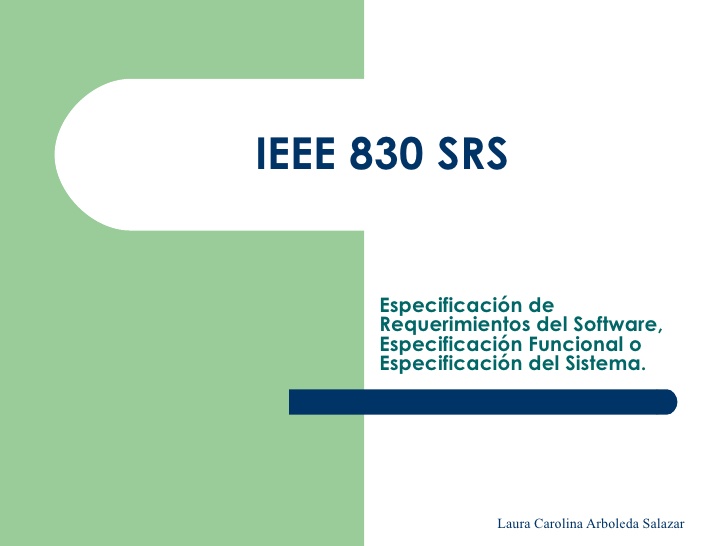 IEEE 830 SRS
Especificación de
Requerimientos del Software,
Especificación Funcional o
Especificación del Sistema.
Laura Carolina Arboleda Salazar